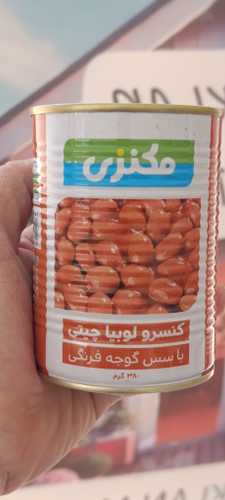 مکنزی
کنسرو لوبیا چیتی
با سس گوجه فرنگی
۳۸۰ گرم